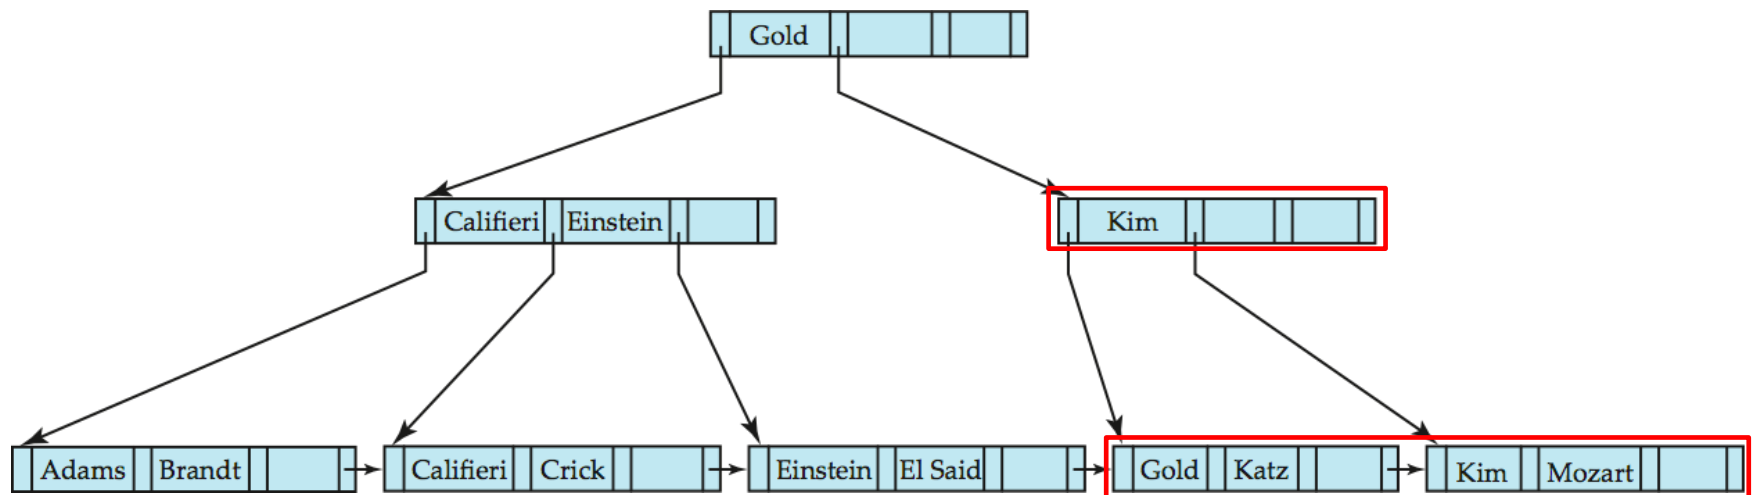 Gold
Califieri Einstein
Kim
Adams Brandt
Califieri Crick
Einstein El Said
Gold Katz
Kim Mozart